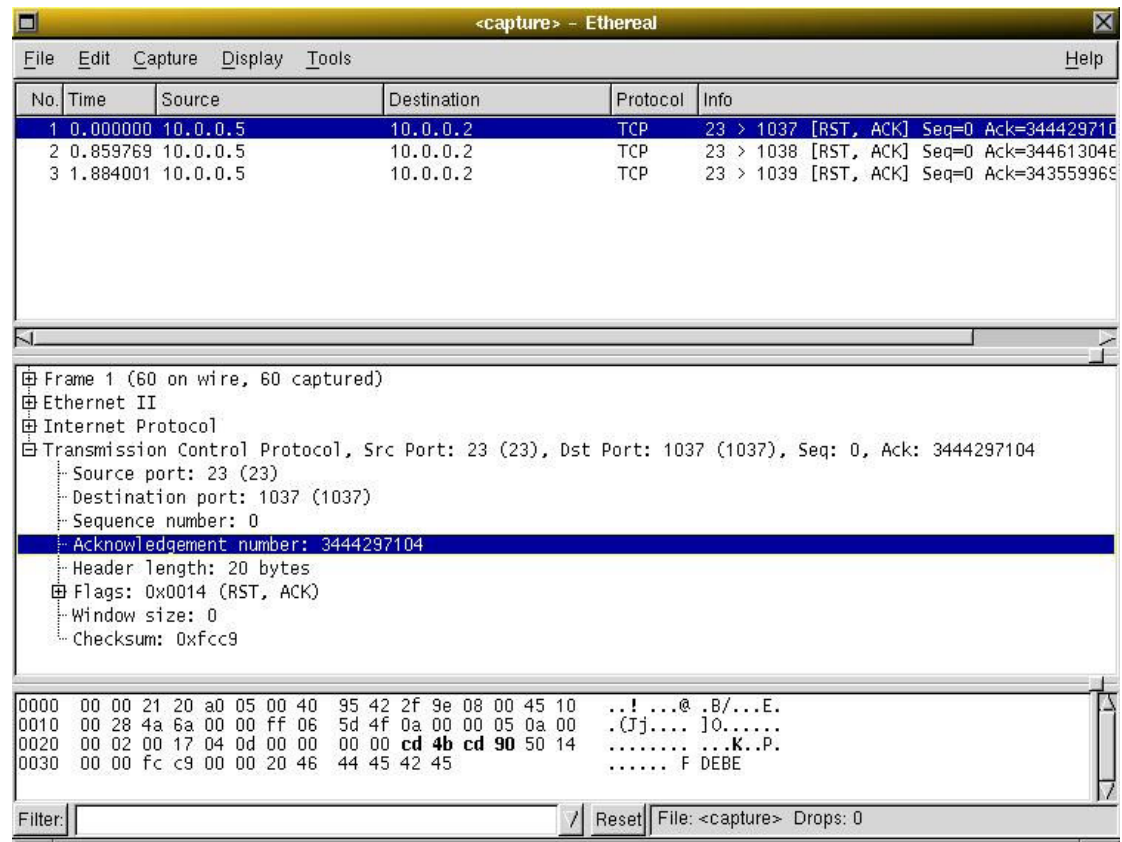 <capture> - Ethereal
File Edit Capture Display Tools Help
No. Time Source Destination Protocol Info
1 0.000000 10.0.0.5 10.0.0.2 TCP 23 > 1037 [RST, ACK] Seq=0 Ack=344429710
2 0.859769 10.0.0.5 10.0.0.2 TCP 23 > 1038 [RST, ACK] Seq=0 Ack=344613046
3 1.884001 10.0.0.5 10.0.0.2 TCP 23 > 1039 [RST, ACK] Seq=0 Ack=343559969
Frame 1 (60 on wire, 60 captured)
Ethernet II
Internet Protocol
Transmission Control Protocol, Src Port: 23 (23), Dst Port: 1037 (1037), Seq: 0, Ack: 3444297104
Source port: 23 (23)
Destination port: 1037 (1037)
Sequence number: 0
Acknowledgement number: 3444297104
Header length: 20 bytes
Flags: 0x0014 (RST, ACK)
Window size: 0
Checksum: 0xfcc9
0000 00 00 21 20 a0 05 00 40 95 42 2f 9e 08 00 45 10 ..! ...@ .B/...E.
0010 00 28 4a 6a 00 00 ff 06 5d 4f 0a 00 00 05 0a 00 .(Jj.... ]O......
0020 00 02 00 17 04 0d 00 00 00 00 cd 4b cd 90 50 14 ........ ...K..P.
0030 00 00 fc c9 00 00 20 46 44 45 42 45 ...... F DEBE
Filter: / Reset File: <capture> Drops: 0